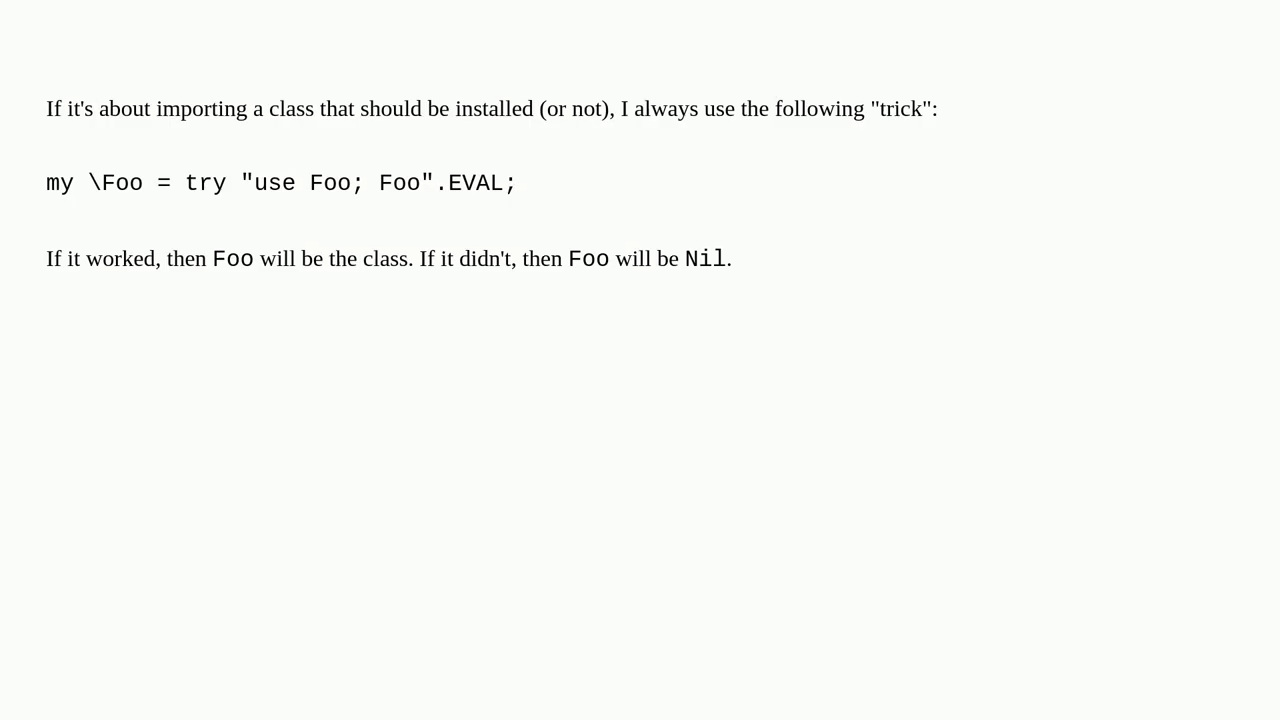 If it's about importing a class that should be installed (or not), I always use the following "trick":
my \Foo = try "use Foo; Foo".EVAL;
If it worked, then Foo will be the class. If it didn't, then Foo will be Nil.